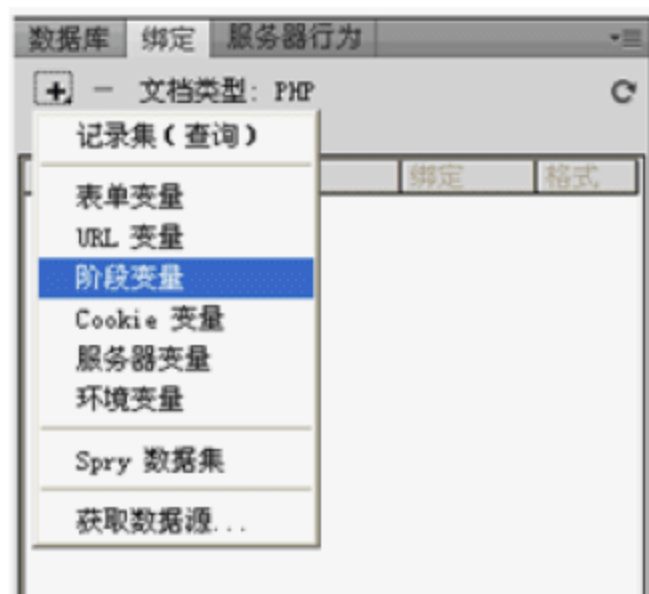 数据库 绑定 服务器行为
文档类型: PHP
记录集(查询)
绑定 格式
表单变量
URL 变量
阶段变量
Cookie 变量
服务器变量
环境变量
Spry 数据集
获取数据源...